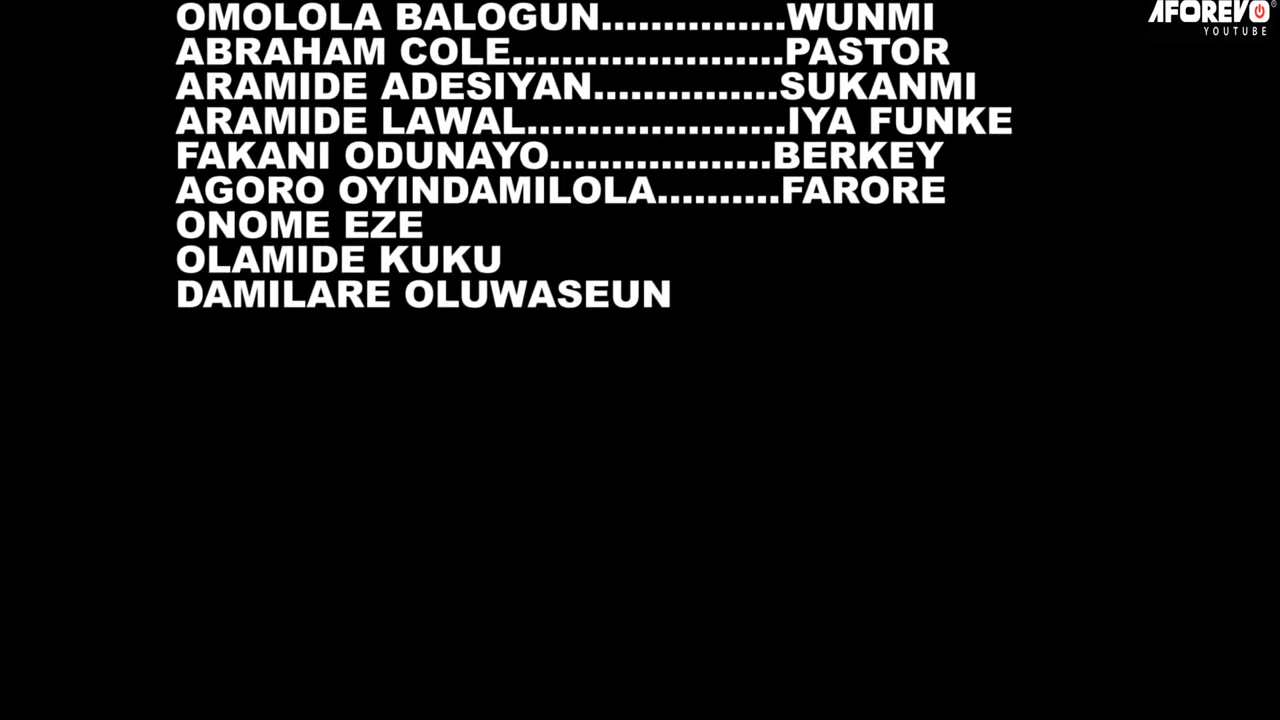 OMOLOLA BALOGUN...............WUNMI
ABRAHAM COLE......................PASTOR
ARAMIDE ADESIYAN...............SUKANMI
ARAMIDE LAWAL.....................IYA FUNKE
FAKANI ODUNAYO..................BERKEY
AGORO OYINDAMILOLA..........FARORE
ONOME EZE
OLAMIDE KUKU
DAMILARE OLUWASEUN
AFOREVO
YOUTUBE